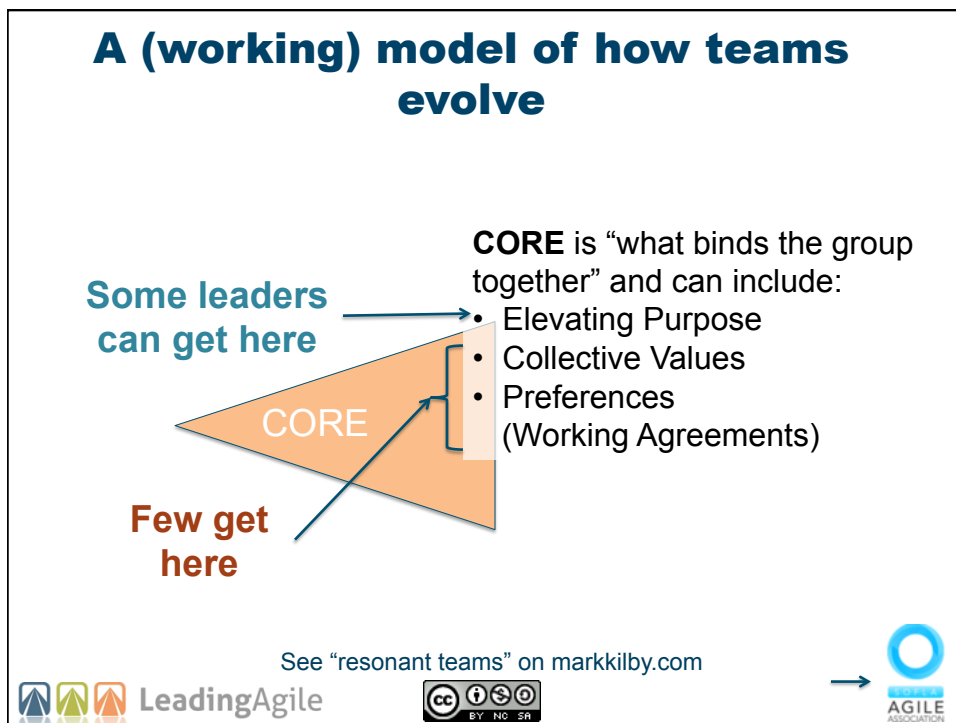 A (working) model of how teams
evolve
CORE is “what binds the group
together” and can include:
• Elevating Purpose
• Collective Values
• Preferences
(Working Agreements)
Some leaders
can get here
CORE
Few get
here
See “resonant teams” on markkilby.com
LeadingAgile
cc
BY NC SA
SOFLA
AGILE
ASSOCIATION